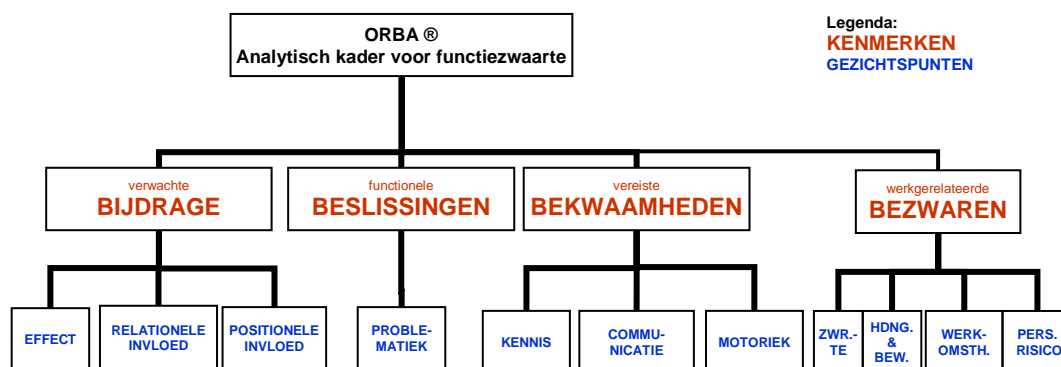 ORBA ®
Analytisch kader voor functiezwaarte
Legenda:
KENMERKEN
GEZICHTSPUNTEN
verwachte
BIJDRAGE
functionele
BESLISSINGEN
vereiste
BEKWAAMHEDEN
werkgerelateerde
BEZWAREN
EFFECT
RELATIONELE
INVLOED
POSITIONELE
INVLOED
PROBLE-
MATIEK
KENNIS
COMMU-
NICATIE
MOTORIEK
ZWR.-
TE
HDNG.
&
BEW.
WERK-
OMSTH.
PERS.
RISICO